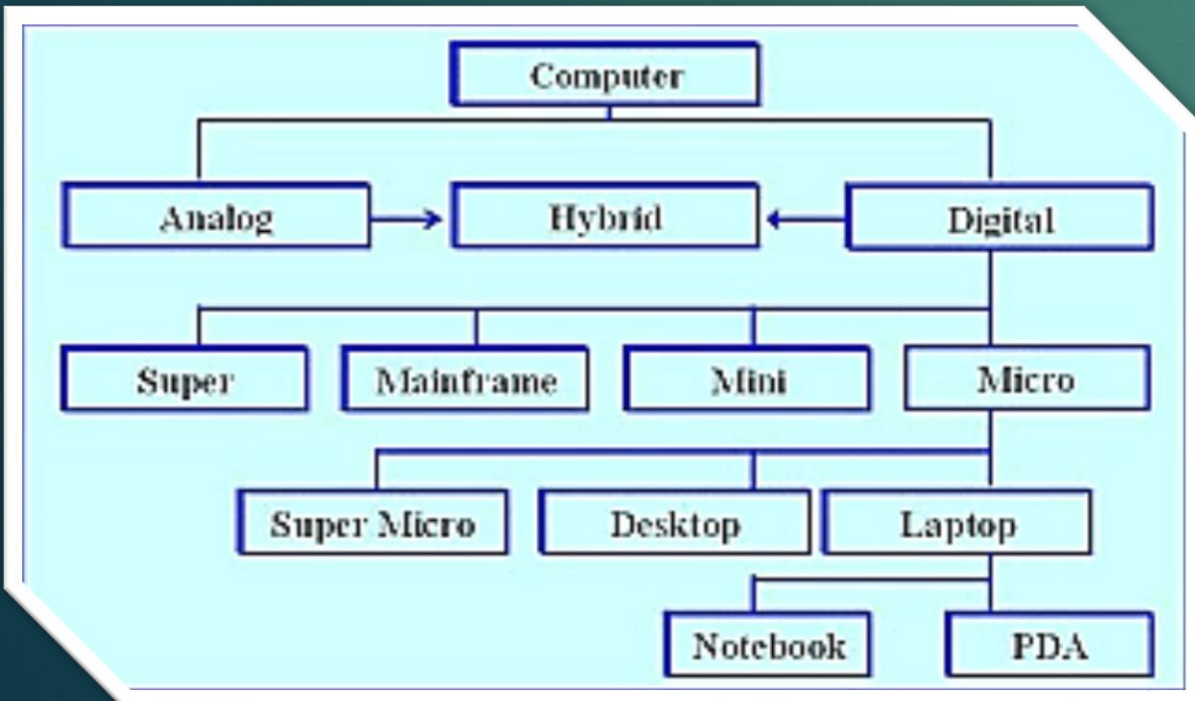 Computer
Analog
Hybrid
Digital
Super
Mainframe
Mini
Micro
Super Micro
Desktop
Laptop
Notebook
PDA